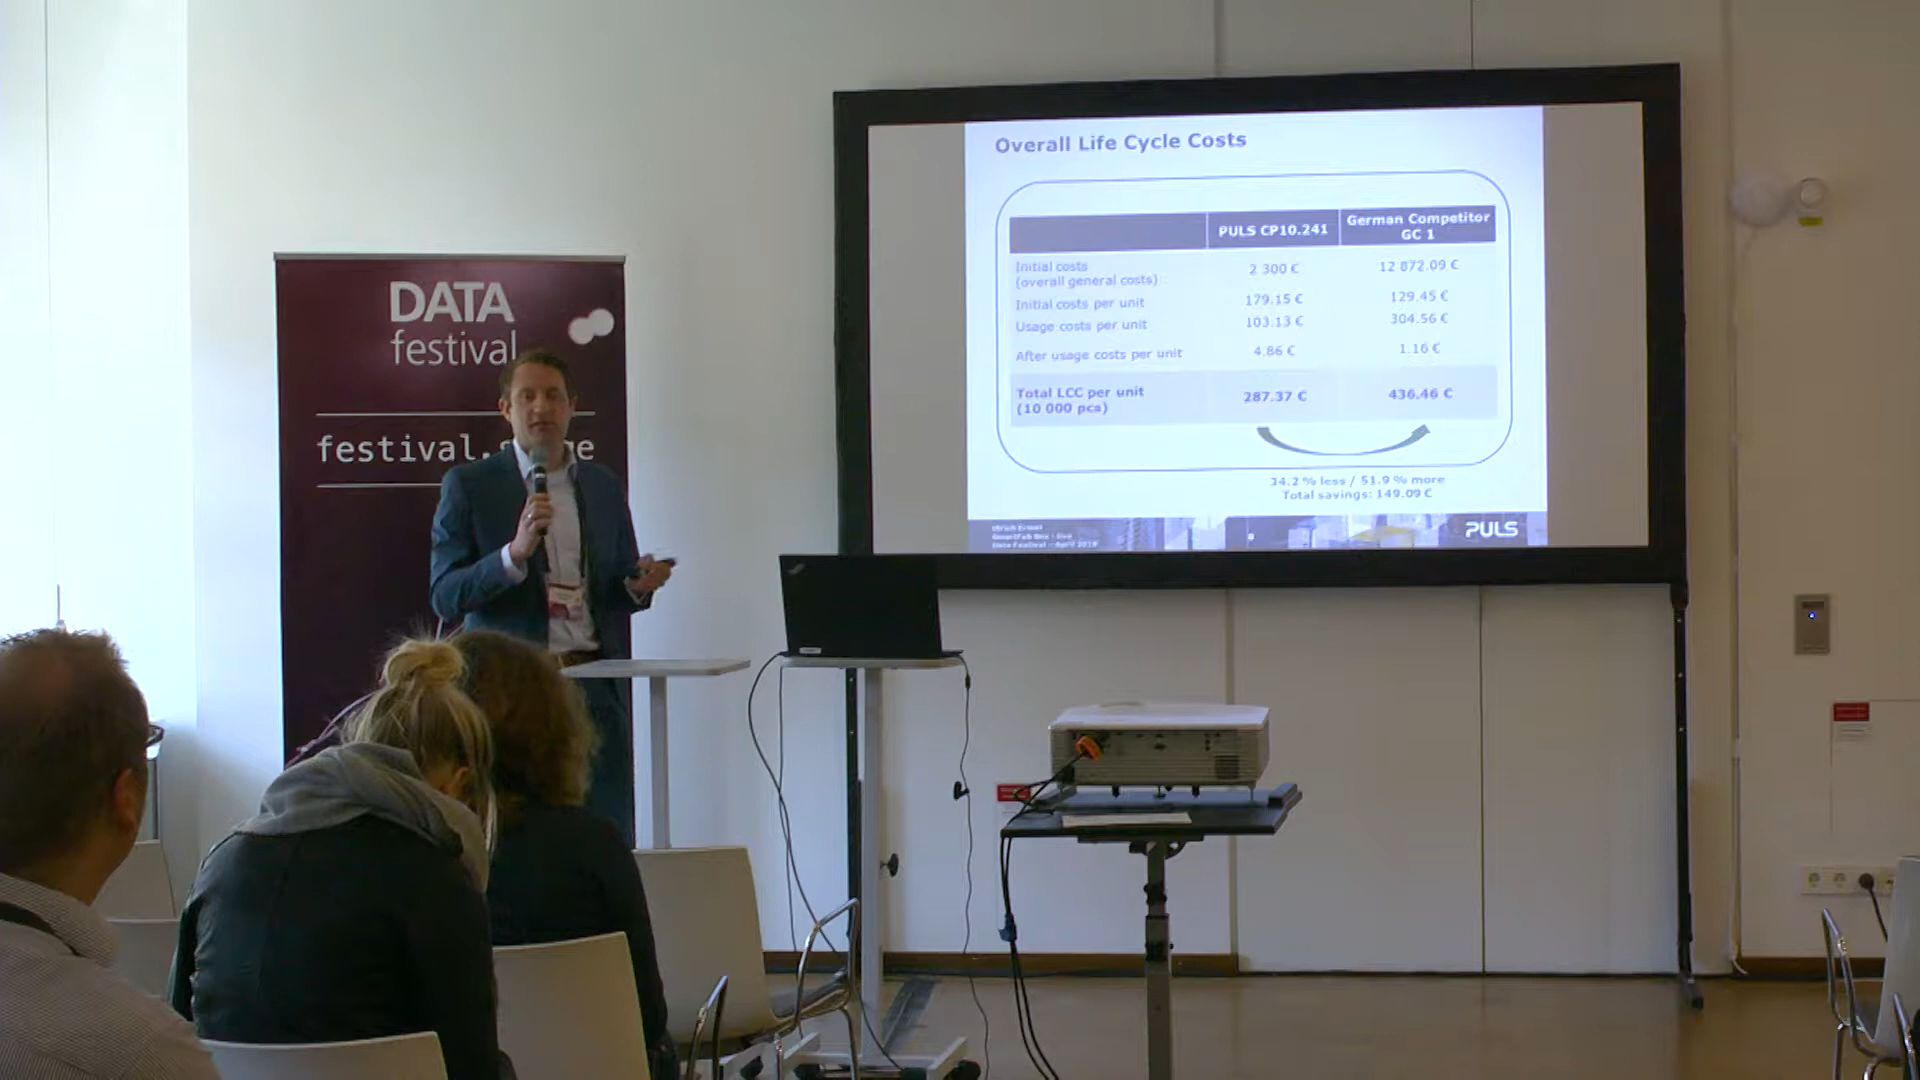 DATA
festival
festival.
Overall Life Cycle Costs
PULS CP10.241
German Competitor
GC 1
Initial costs
(overall general costs)
2 300 €
12 872.09 €
Initial costs per unit
179.15 €
129.45 €
Usage costs per unit
103.13 €
304.56 €
After usage costs per unit
4.86 €
1.16 €
Total LCC per unit
(10 000 pcs)
287.37 €
436.46 €
34.2 % less / 51.9 % more
Total savings: 149.09 €
PULS